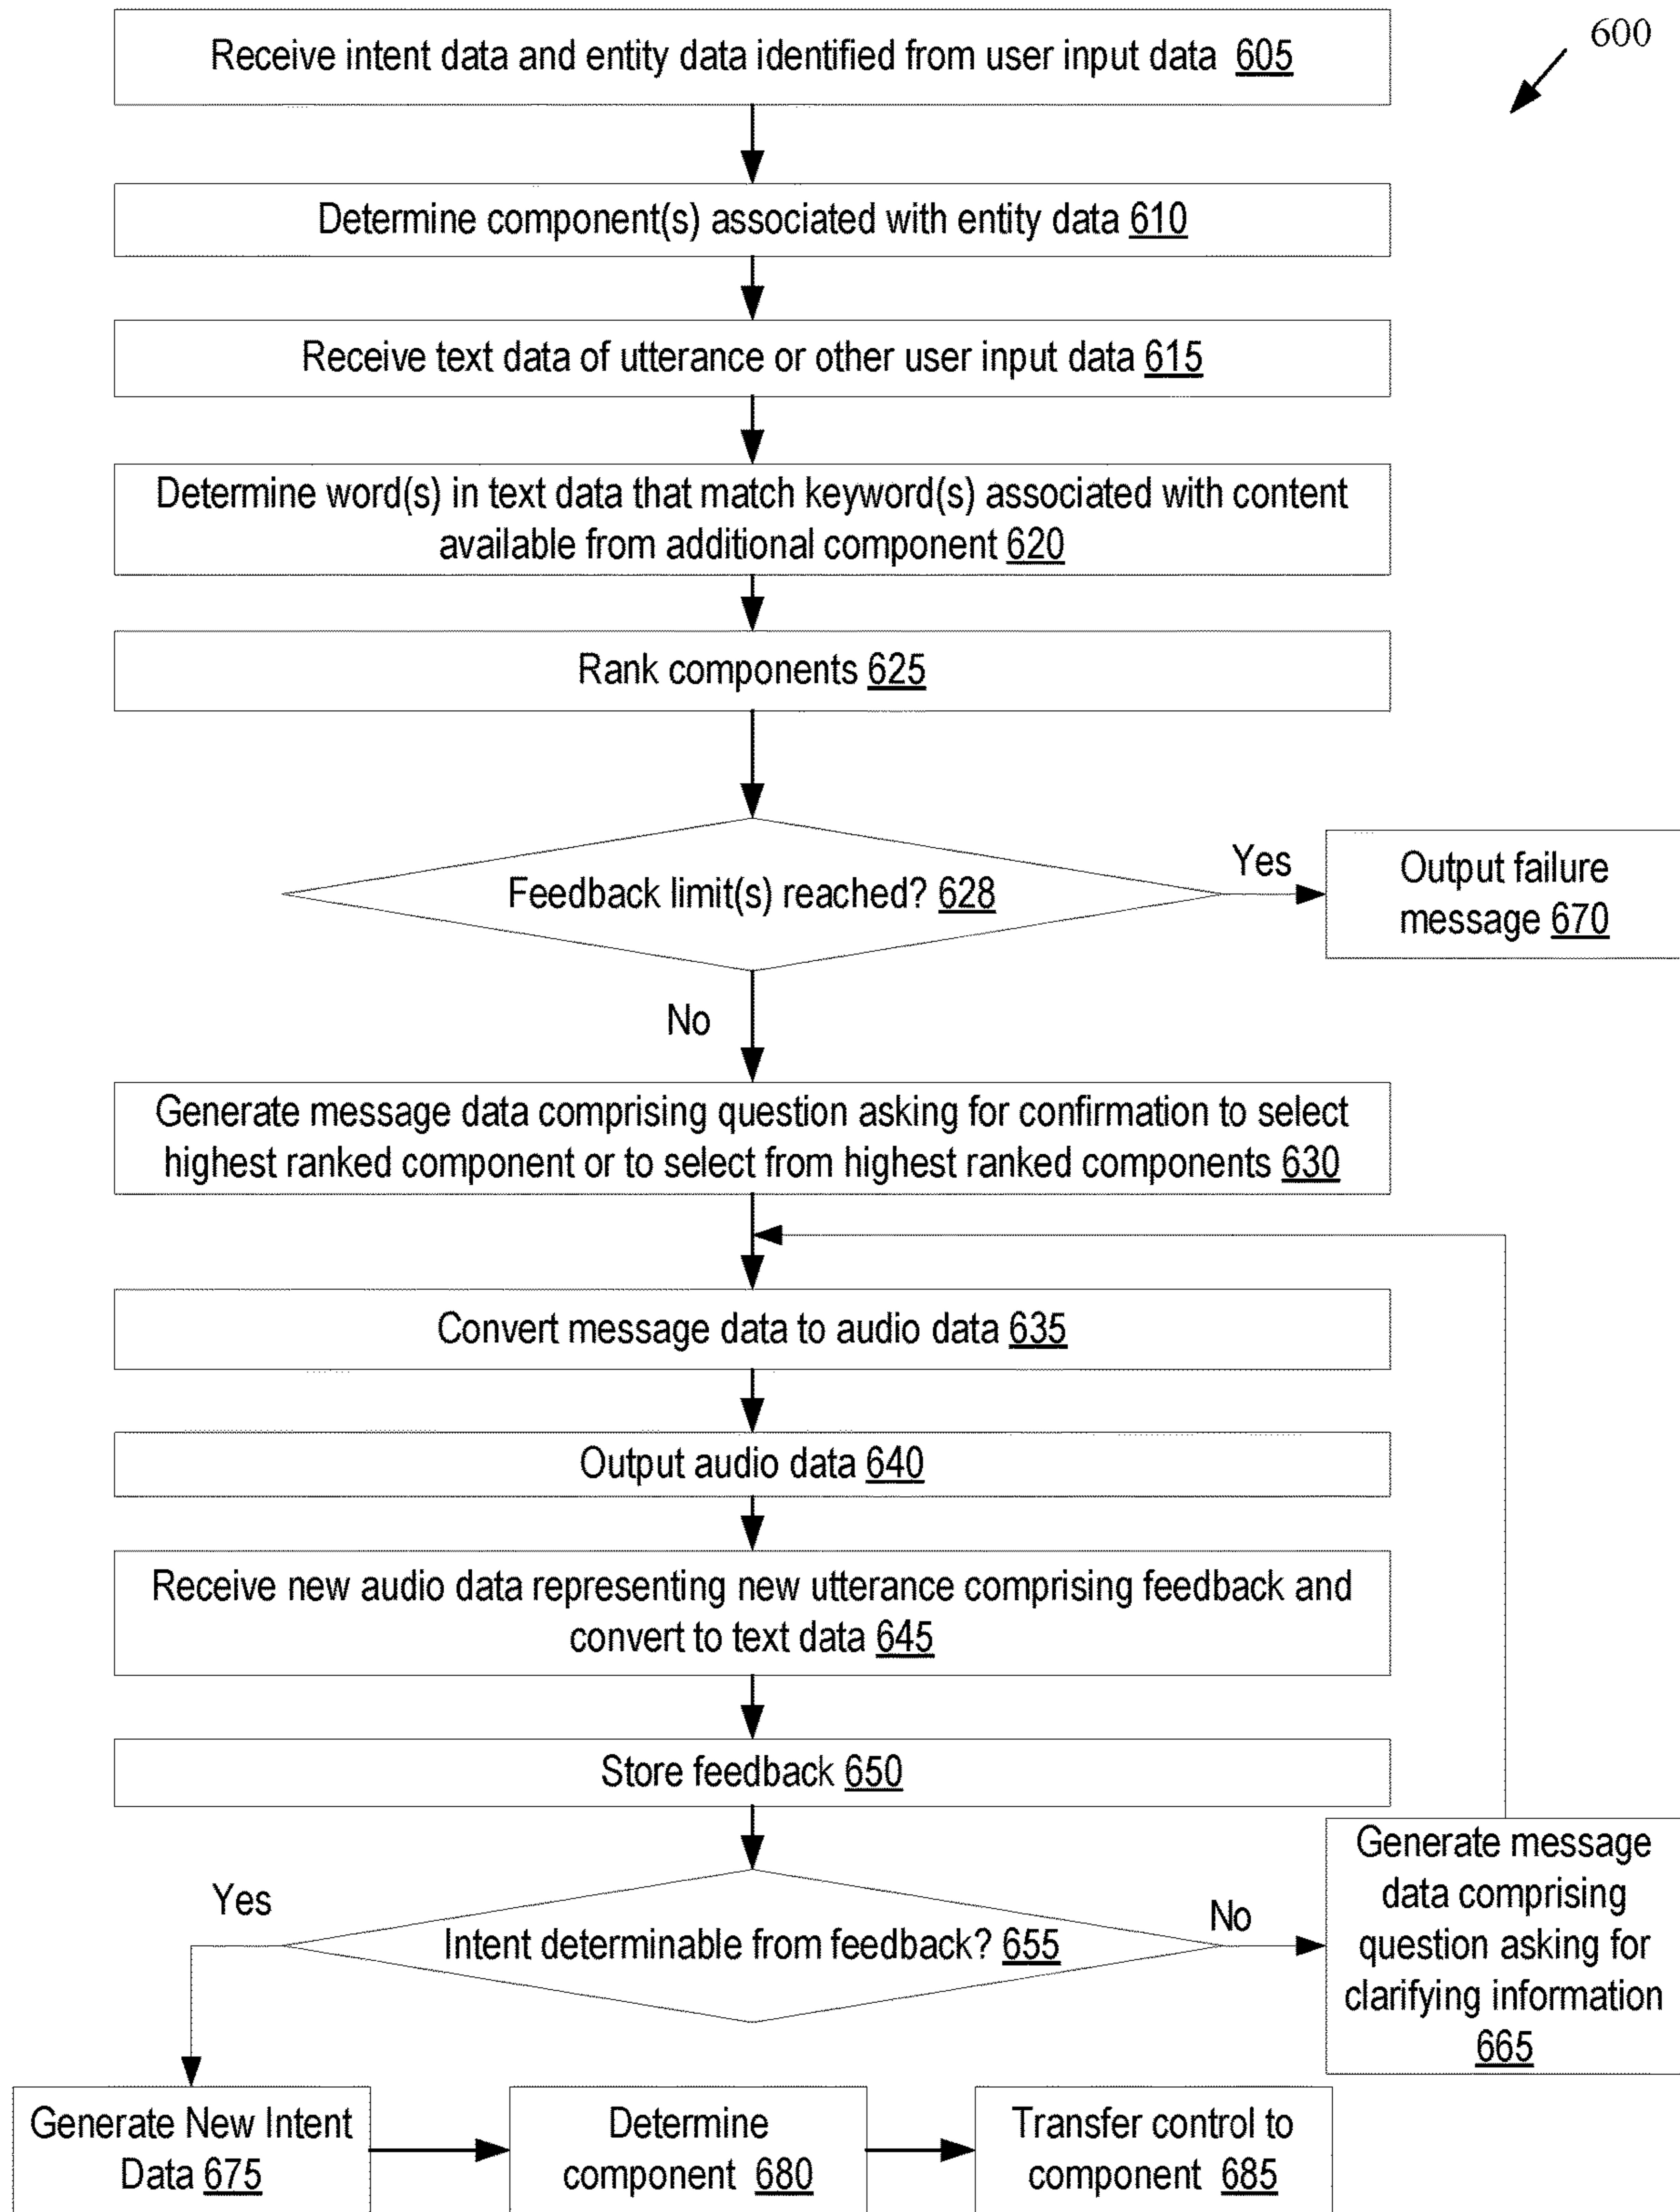 600
Receive intent data and entity data identified from user input data 605
Determine component(s) associated with entity data 610
Receive text data of utterance or other user input data 615
Determine word(s) in text data that match keyword(s) associated with content
available from additional component 620
Rank components 625
Feedback limit(s) reached? 628
Yes
Output failure
message 670
No
Generate message data comprising question asking for confirmation to select
highest ranked component or to select from highest ranked components 630
Convert message data to audio data 635
Output audio data 640
Receive new audio data representing new utterance comprising feedback and
convert to text data 645
Store feedback 650
Intent determinable from feedback? 655
Yes
No
Generate message
data comprising
question asking for
clarifying information
665
Generate New Intent
Data 675
Determine
component 680
Transfer control to
component 685